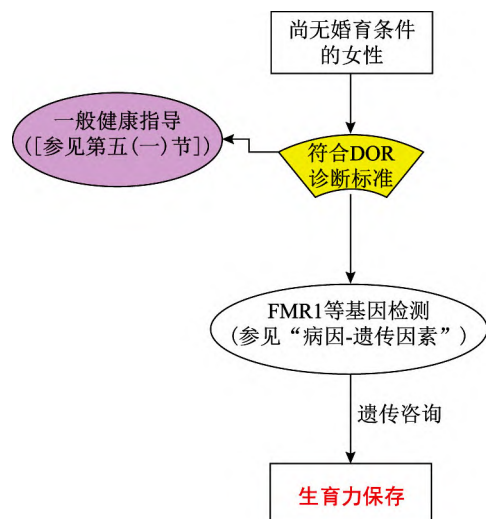 尚无婚育条件
的女性
一般健康指导
([参见第五(一)节])
符合DOR
诊断标准
FMR1等基因检测
(参见“病因-遗传因素”)
遗传咨询
生育力保存